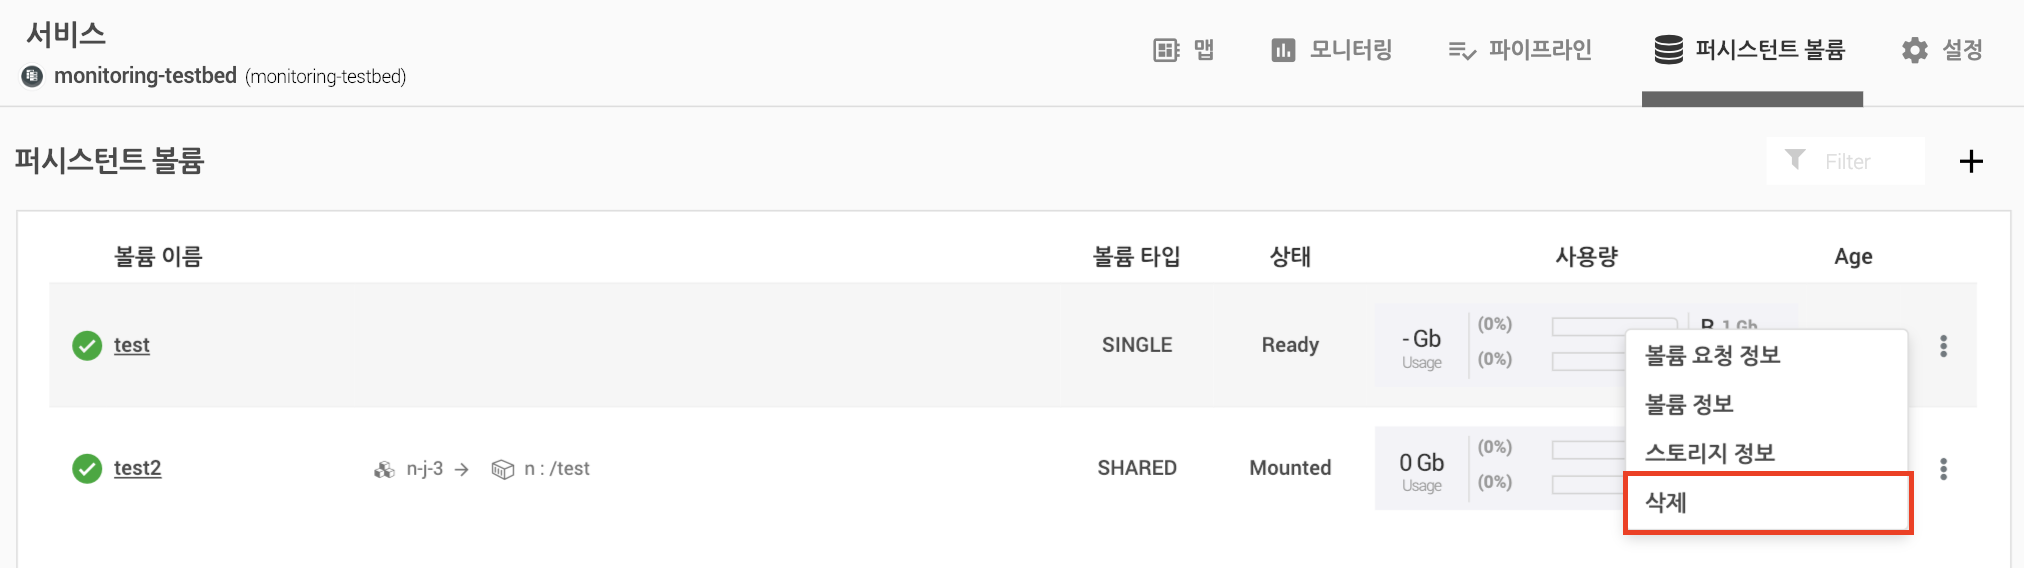 서비스
monitoring-testbed (monitoring-testbed)
맵 모니터링 파이프라인 퍼시스턴트 볼륨 설정
퍼시스턴트 볼륨
Filter
볼륨 이름 볼륨 타입 상태 사용량 Age
test SINGLE Ready - Gb Usage (0%) (0%) R 1 Gb
볼륨 요청 정보
볼륨 정보
스토리지 정보
삭제
test2 n-j-3 → n : /test SHARED Mounted 0 Gb Usage (0%) (0%)